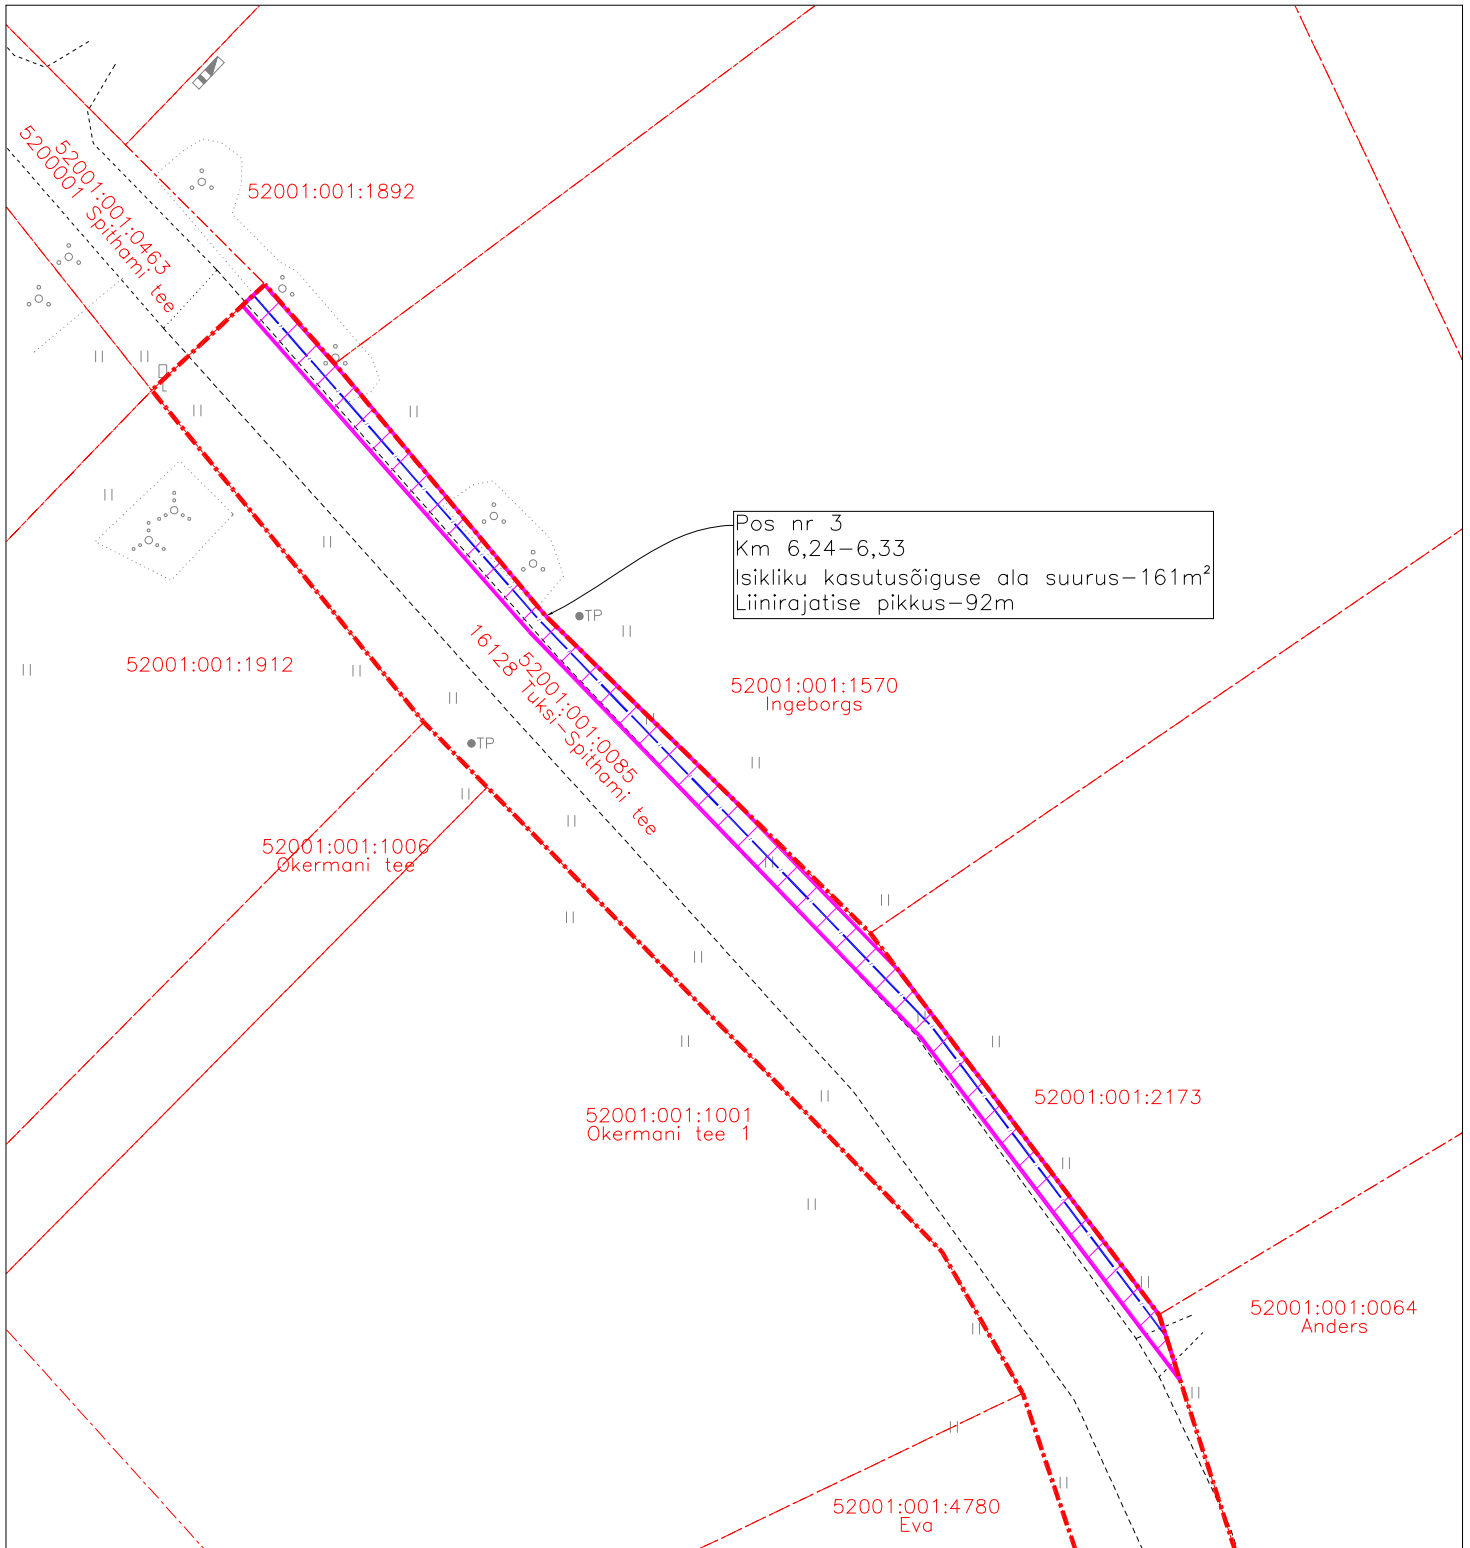 52001:001:1892
52001:001:0463
5200001 Spithami tee
Pos nr 3
Km 6,24-6,33
Isikliku kasutusõiguse ala suurus-161m²
Liinirajatise pikkus-92m
TP
52001:001:1912
52001:001:0085
16128 Tuksi-Spithami tee
52001:001:1570
Ingeborgs
TP
52001:001:1006
Okermani tee
52001:001:1001
Okermani tee 1
52001:001:2173
52001:001:0064
Anders
52001:001:4780
Eva